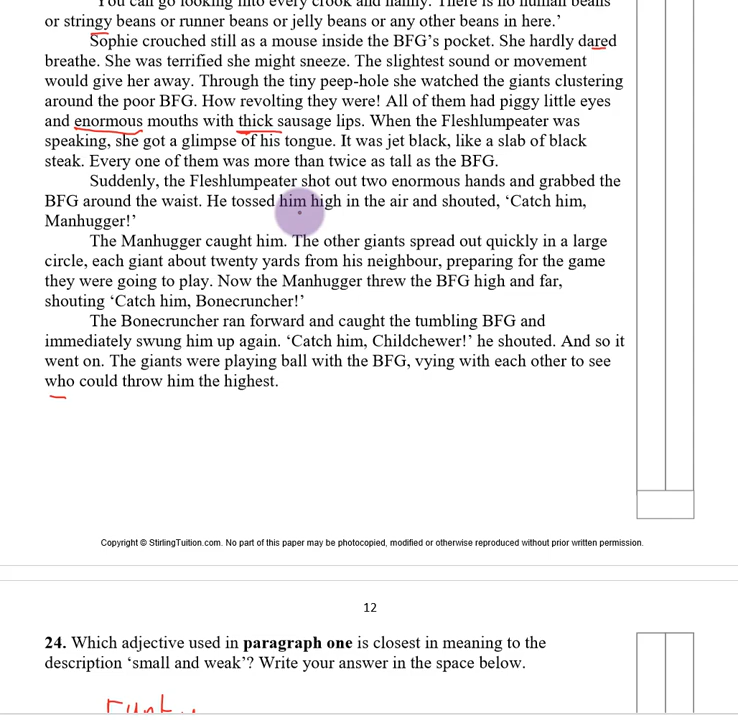 You can go looking into every crook and nanny. There is no human beans
or stringy beans or runner beans or jelly beans or any other beans in here.’
Sophie crouched still as a mouse inside the BFG’s pocket. She hardly dared
breathe. She was terrified she might sneeze. The slightest sound or movement
would give her away. Through the tiny peep-hole she watched the giants clustering
around the poor BFG. How revolting they were! All of them had piggy little eyes
and enormous mouths with thick sausage lips. When the Fleshlumpeater was
speaking, she got a glimpse of his tongue. It was jet black, like a slab of black
steak. Every one of them was more than twice as tall as the BFG.
Suddenly, the Fleshlumpeater shot out two enormous hands and grabbed the
BFG around the waist. He tossed him high in the air and shouted, ‘Catch him,
Manhugger!’
The Manhugger caught him. The other giants spread out quickly in a large
circle, each giant about twenty yards from his neighbour, preparing for the game
they were going to play. Now the Manhugger threw the BFG high and far,
shouting ‘Catch him, Bonecruncher!’
The Bonecruncher ran forward and caught the tumbling BFG and
immediately swung him up again. ‘Catch him, Childchewer!’ he shouted. And so it
went on. The giants were playing ball with the BFG, vying with each other to see
who could throw him the highest.
Copyright © StirlingTuition.com. No part of this paper may be photocopied, modified or otherwise reproduced without prior written permission.
12
24. Which adjective used in paragraph one is closest in meaning to the
description ‘small and weak’? Write your answer in the space below.